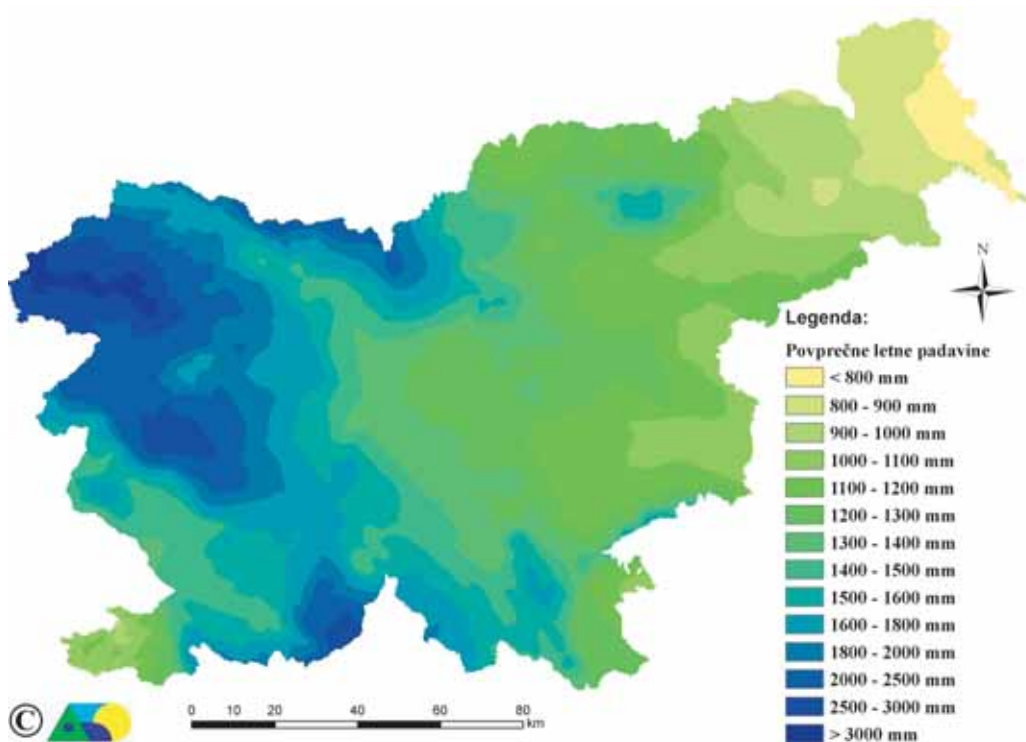 N
Legenda:
Povprečne letne padavine
< 800 mm
800 - 900 mm
900 - 1000 mm
1000 - 1100 mm
1100 - 1200 mm
1200 - 1300 mm
1300 - 1400 mm
1400 - 1500 mm
1500 - 1600 mm
1600 - 1800 mm
1800 - 2000 mm
2000 - 2500 mm
2500 - 3000 mm
> 3000 mm
©
0 10 20 40 60 80
km